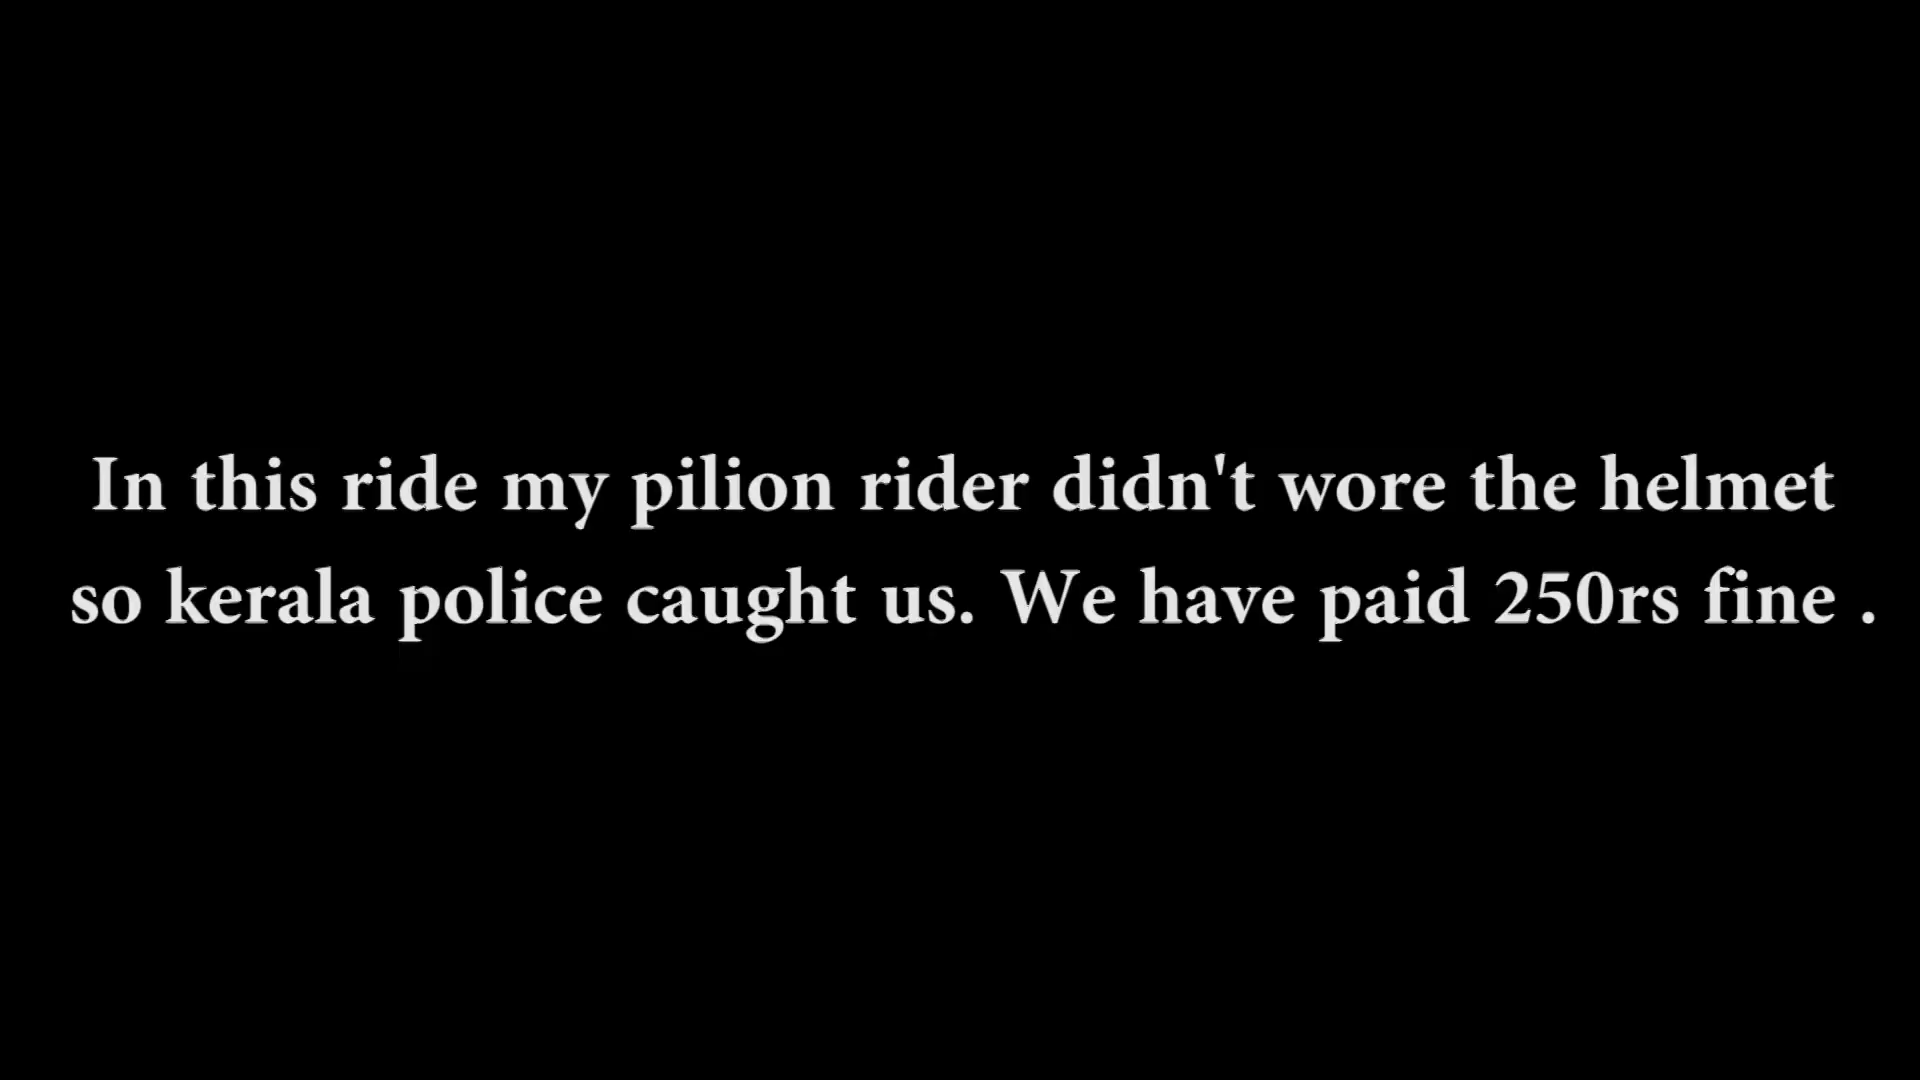 In this ride my pilion rider didn't wore the helmet
so kerala police caught us. We have paid 250rs fine .